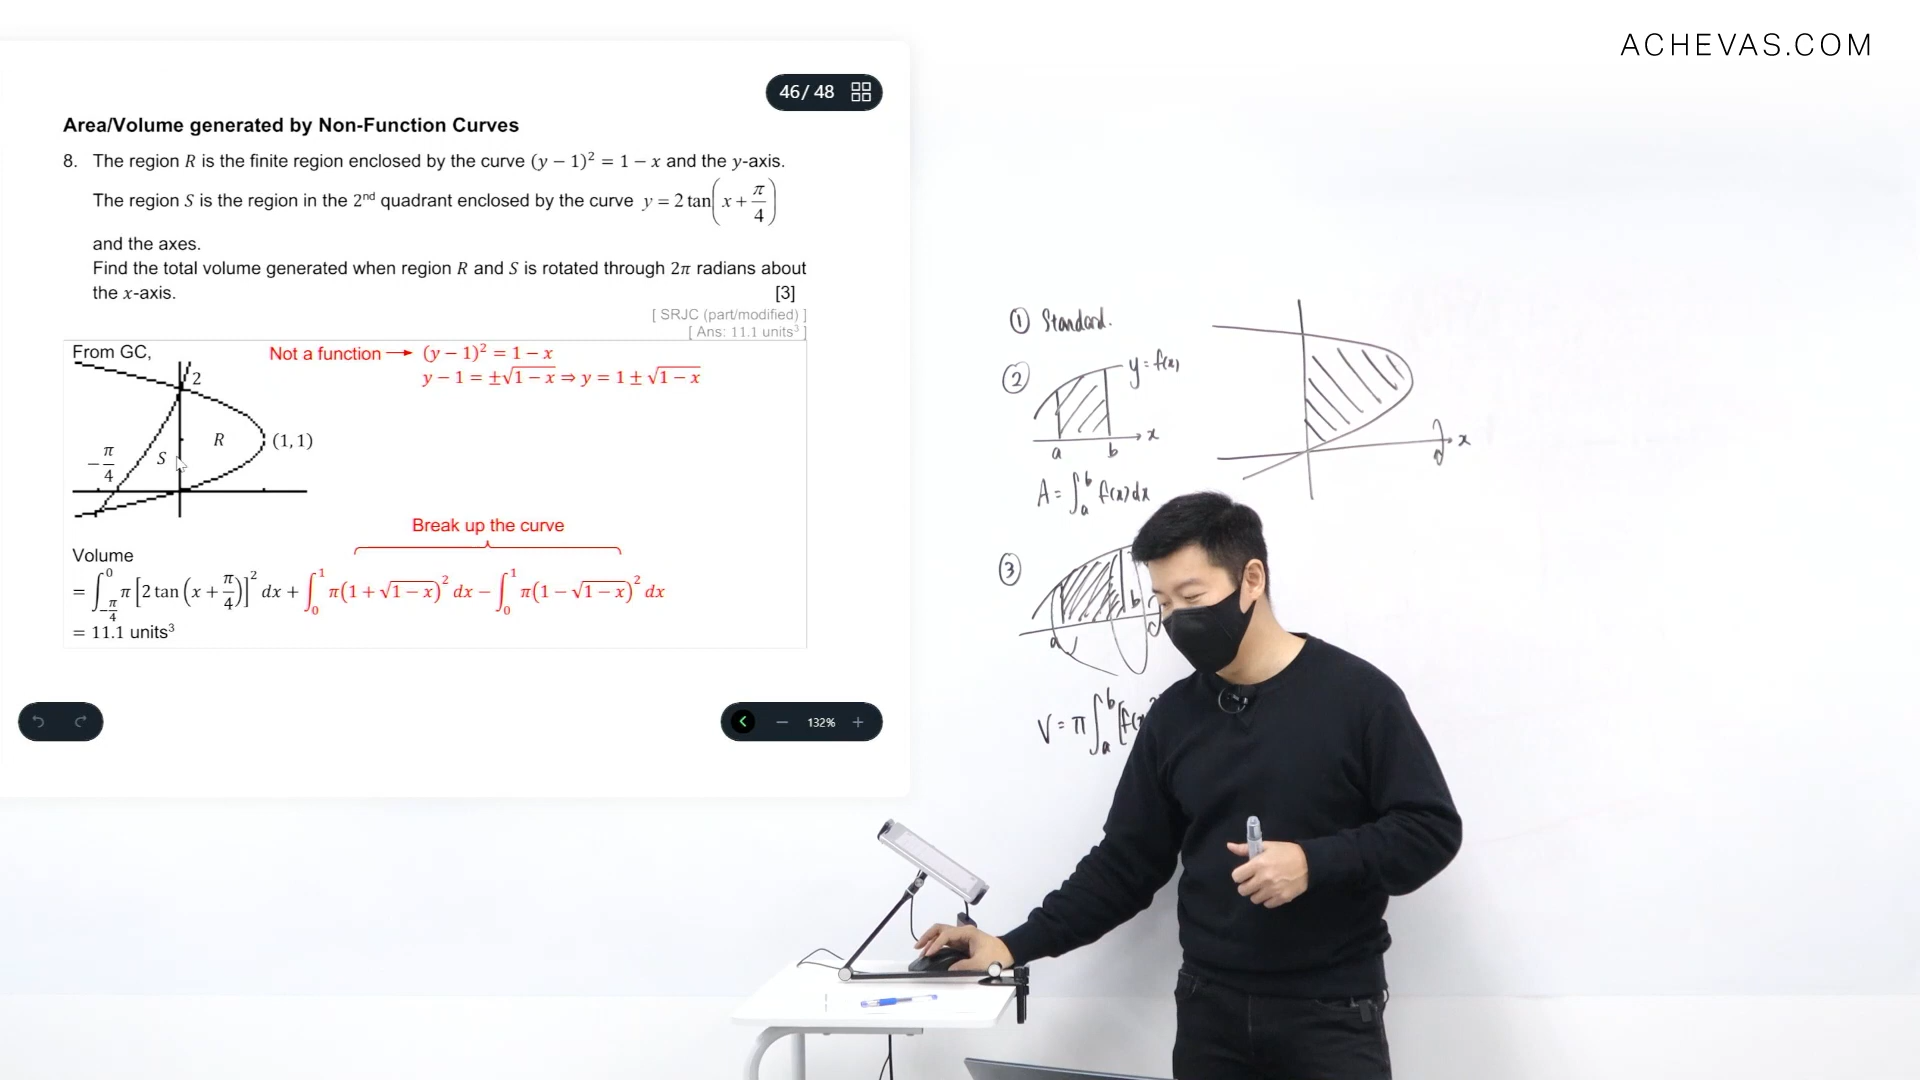 ACHEVAS.COM
46/ 48
Area/Volume generated by Non-Function Curves
8. The region R is the finite region enclosed by the curve (y − 1)² = 1 − x and the y-axis.
The region S is the region in the 2nd quadrant enclosed by the curve y = 2 tan(x + π/4)
and the axes.
Find the total volume generated when region R and S is rotated through 2π radians about
the x-axis. [3]
[ SRJC (part/modified) ]
[ Ans: 11.1 units³ ]
From GC,
Not a function → (y − 1)² = 1 − x
y − 1 = ±√(1 − x) ⇒ y = 1 ± √(1 − x)
2
R
(1, 1)
−π/4
S
Break up the curve
Volume
= ∫_{−π/4}^{0} π [2 tan (x + π/4)]² dx + ∫_0^1 π(1 + √(1 − x))² dx − ∫_0^1 π(1 − √(1 − x))² dx
= 11.1 units³
132%
① Standard.
② y = f(x)
x
a b
A = ∫_a^b f(x) dx
③
b
a
V = π ∫_a^b [f(x
x